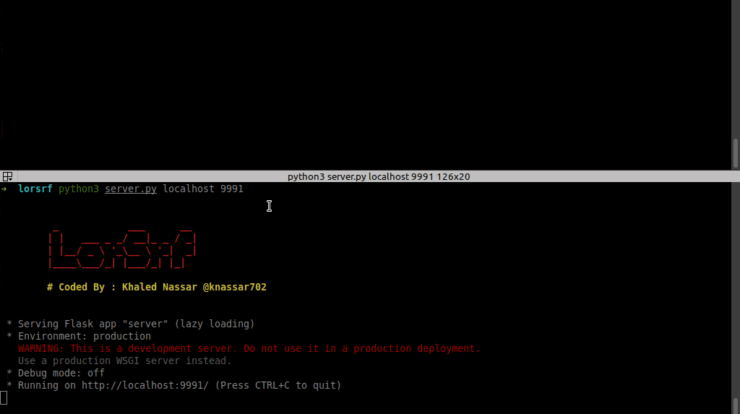 python3 server.py localhost 9991 126x20
➜ lorsrf python3 server.py localhost 9991
LorSrf
# Coded By : Khaled Nassar @knassar702
* Serving Flask app "server" (lazy loading)
* Environment: production
WARNING: This is a development server. Do not use it in a production deployment.
Use a production WSGI server instead.
* Debug mode: off
* Running on http://localhost:9991/ (Press CTRL+C to quit)